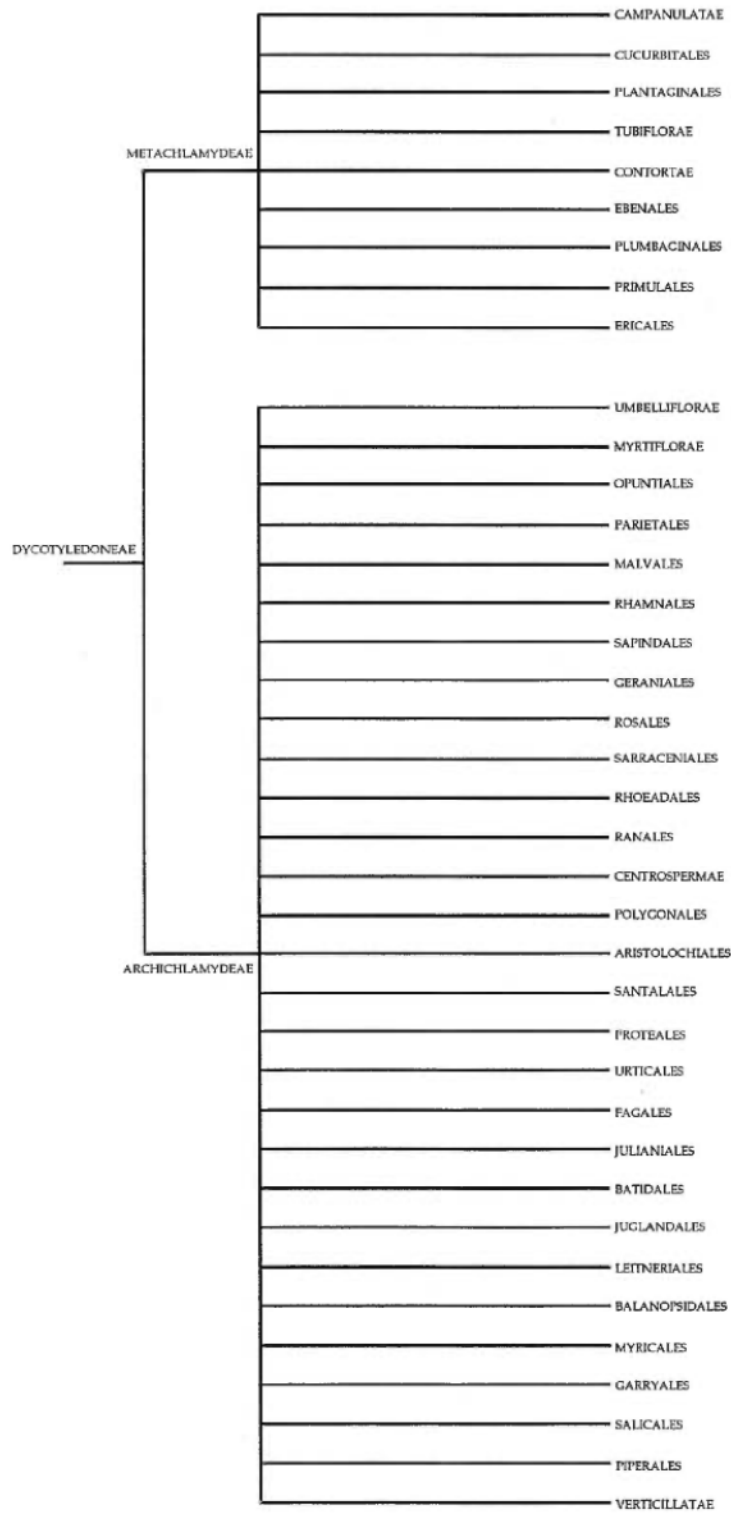 CAMPANULATAE
CUCURBITALES
PLANTAGINALES
TUBIFLORAE
METACHLAMYDEAE
CONTORTAE
EBENALES
PLUMBAGINALES
PRIMULALES
ERICALES
UMBELLIFLORAE
MYRTIFLORAE
OPUNTIALES
PARIETALES
DYCOTYLEDONEAE
MALVALES
RHAMNALES
SAPINDALES
GERANIALES
ROSALES
SARRACENIALES
RHOEADALES
RANALES
CENTROSPERMAE
POLYGONALES
ARISTOLOCHIALES
ARCHICHLAMYDEAE
SANTALALES
PROTEALES
URTICALES
FAGALES
JULIANIALES
BATIDALES
JUGLANDALES
LEITNERIALES
BALANOPSIDALES
MYRICALES
GARRYALES
SALICALES
PIPERALES
VERTICILLATAE